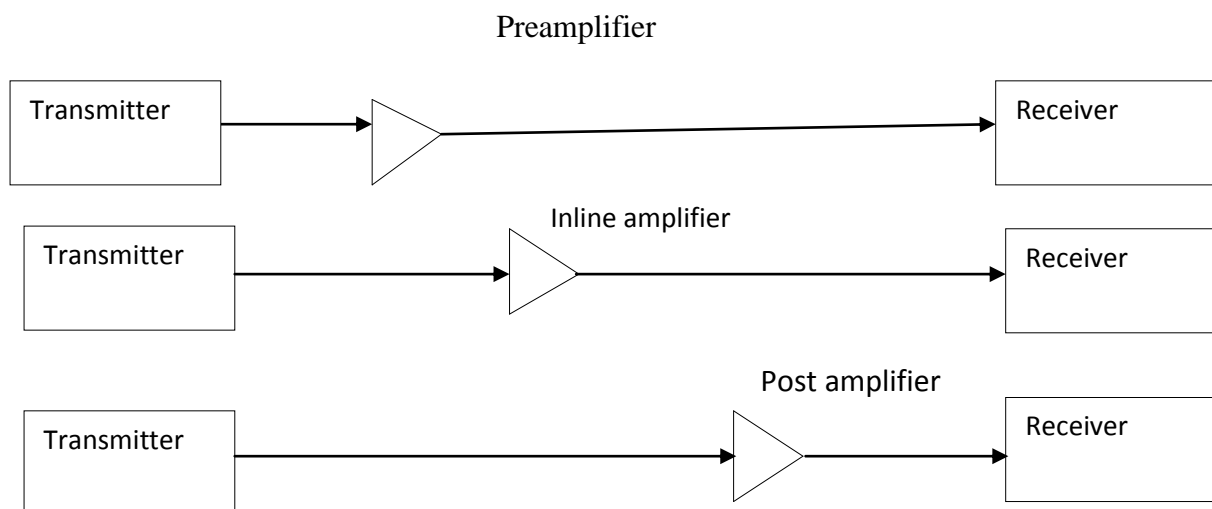 Preamplifier
Transmitter
Receiver
Inline amplifier
Transmitter
Receiver
Post amplifier
Transmitter
Receiver